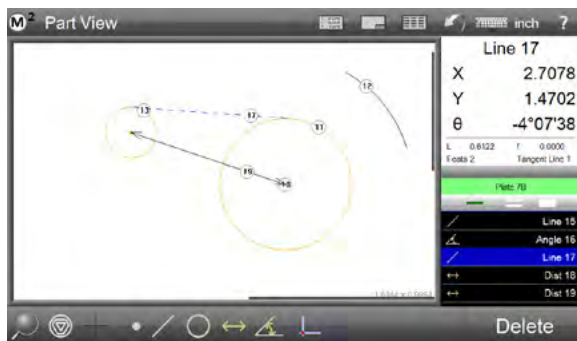 M² Part View
inch ?
Line 17
X 2.7078
Y 1.4702
θ -4°07'38
L 0.6122 f 0.0000
Feats 2 Tangent Line 1
Plate 7B
Line 15
Angle 16
Line 17
Dist 18
Dist 19
13
17
11
12
19
Delete